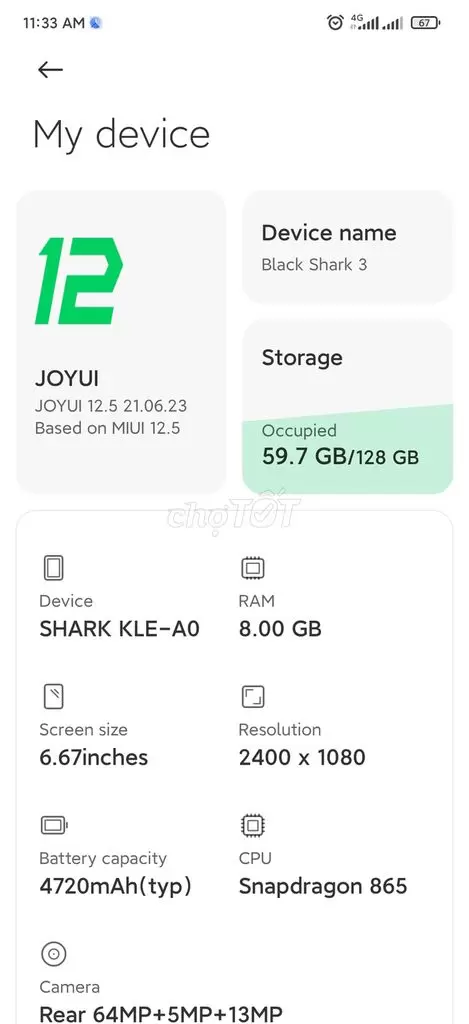 11:33 AM
4G
67
My device
12
JOYUI
JOYUI 12.5 21.06.23
Based on MIUI 12.5
Device name
Black Shark 3
Storage
Occupied
59.7 GB/128 GB
chợTỐT
Device
SHARK KLE-A0
RAM
8.00 GB
Screen size
6.67inches
Resolution
2400 x 1080
Battery capacity
4720mAh(typ)
CPU
Snapdragon 865
Camera
Rear 64MP+5MP+13MP